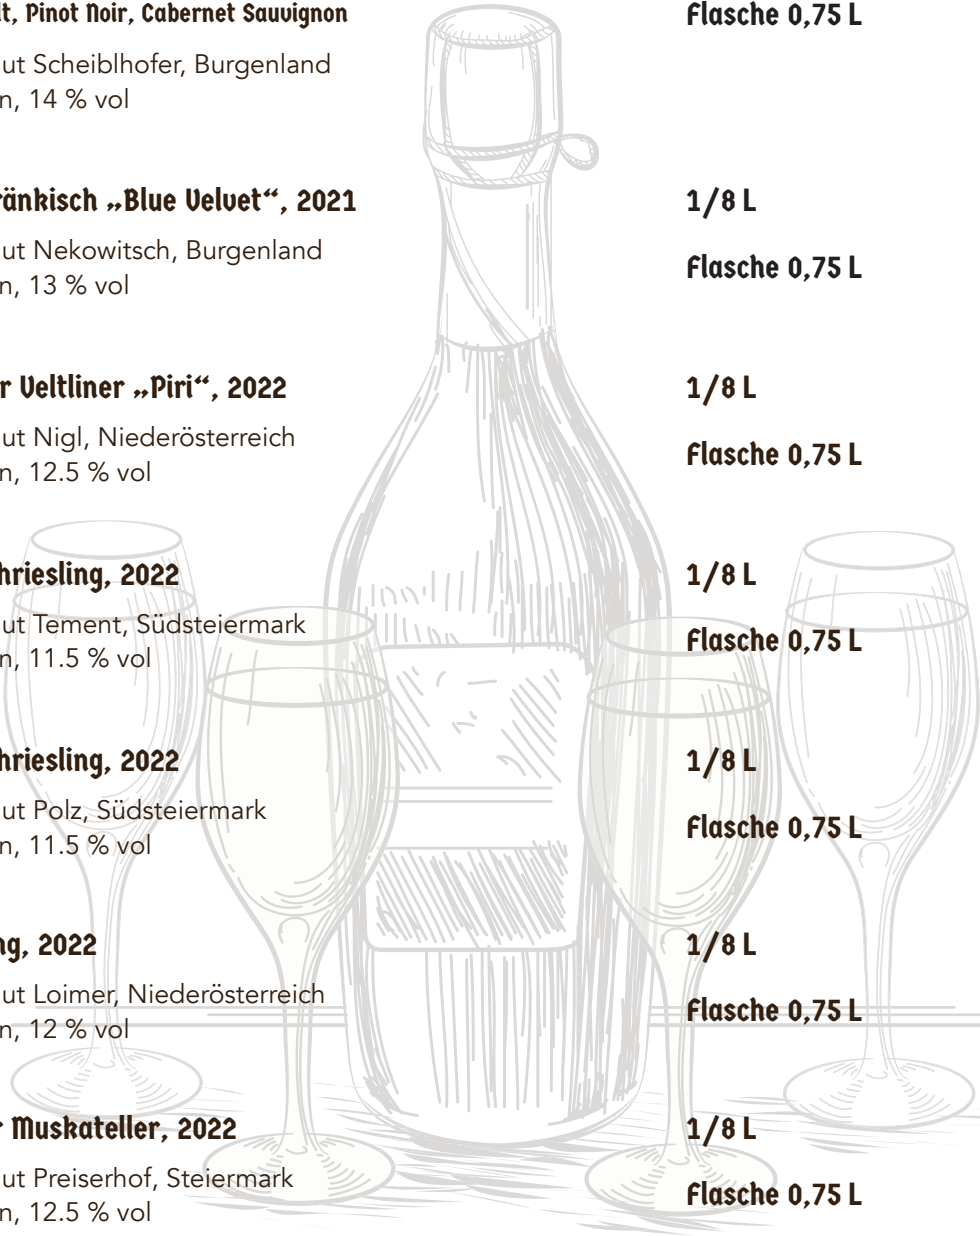 lt, Pinot Noir, Cabernet Sauvignon
Flasche 0,75 L
ut Scheiblhofer, Burgenland
n, 14 % vol
ränkisch „Blue Velvet“, 2021
1/8 L
ut Nekowitsch, Burgenland
Flasche 0,75 L
n, 13 % vol
r Veltliner „Piri“, 2022
1/8 L
ut Nigl, Niederösterreich
Flasche 0,75 L
n, 12.5 % vol
hriesling, 2022
1/8 L
ut Tement, Südsteiermark
Flasche 0,75 L
n, 11.5 % vol
hriesling, 2022
1/8 L
ut Polz, Südsteiermark
Flasche 0,75 L
n, 11.5 % vol
ng, 2022
1/8 L
ut Loimer, Niederösterreich
Flasche 0,75 L
n, 12 % vol
r Muskateller, 2022
1/8 L
ut Preiserhof, Steiermark
Flasche 0,75 L
n, 12.5 % vol